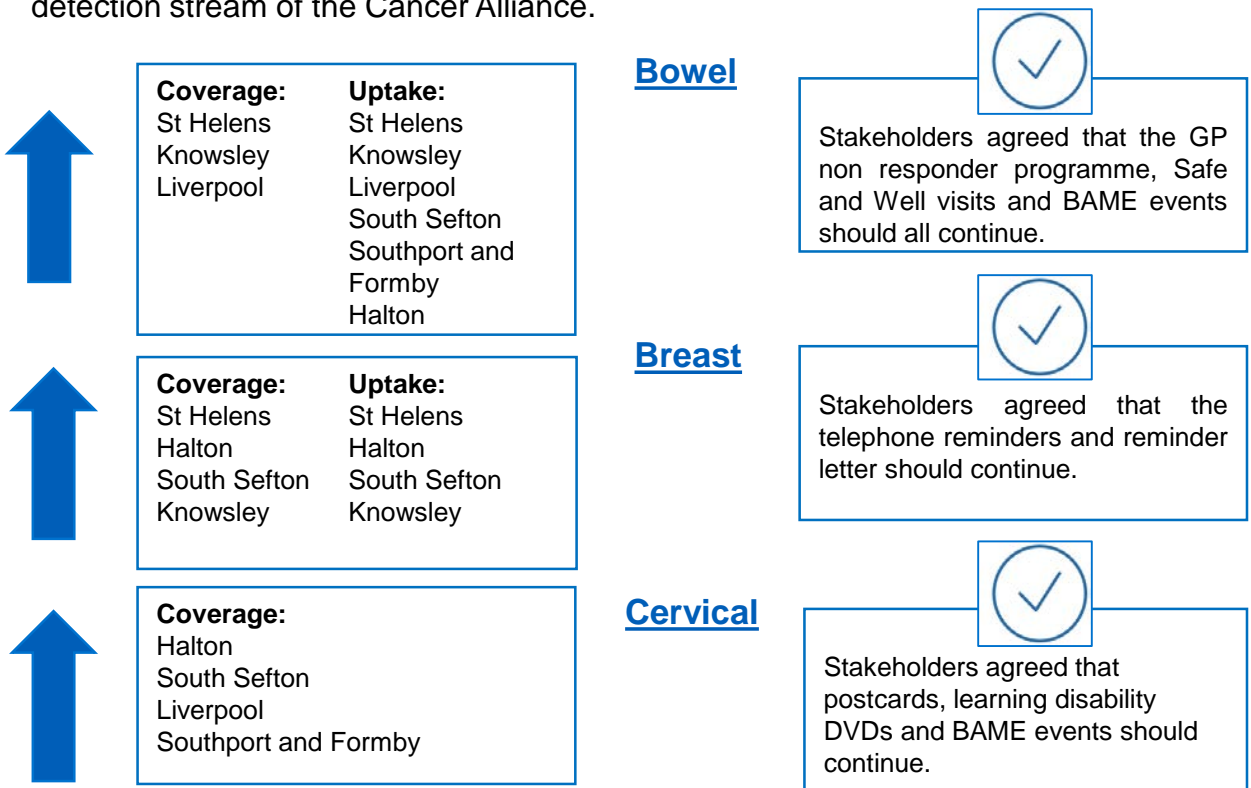 detection stream of the Cancer Alliance.
Bowel
Coverage: Uptake:
St Helens St Helens
Knowsley Knowsley
Liverpool Liverpool
South Sefton
Southport and
Formby
Halton
Stakeholders agreed that the GP
non responder programme, Safe
and Well visits and BAME events
should all continue.
Breast
Coverage: Uptake:
St Helens St Helens
Halton Halton
South Sefton South Sefton
Knowsley Knowsley
Stakeholders agreed that the
telephone reminders and reminder
letter should continue.
Cervical
Coverage:
Halton
South Sefton
Liverpool
Southport and Formby
Stakeholders agreed that
postcards, learning disability
DVDs and BAME events should
continue.